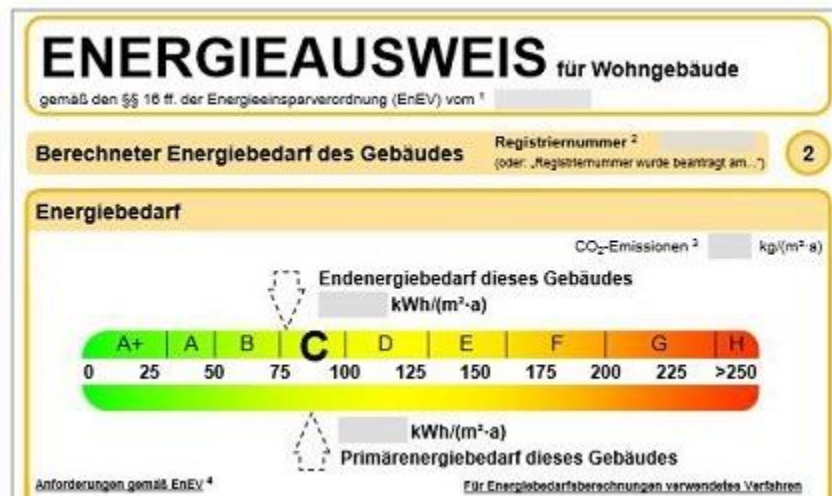 ENERGIEAUSWEIS für Wohngebäude
gemäß den §§ 16 ff. der Energieeinsparverordnung (EnEV) vom ¹
Berechneter Energiebedarf des Gebäudes
Registriernummer ²
(oder: „Registriernummer wurde beantragt am...“)
2
Energiebedarf
CO₂-Emissionen ³ kg/(m²·a)
Endenergiebedarf dieses Gebäudes
kWh/(m²·a)
A+ A B C D E F G H
0 25 50 75 100 125 150 175 200 225 >250
kWh/(m²·a)
Primärenergiebedarf dieses Gebäudes
Anforderungen gemäß EnEV ⁴
Für Energiebedarfsberechnungen verwendetes Verfahren